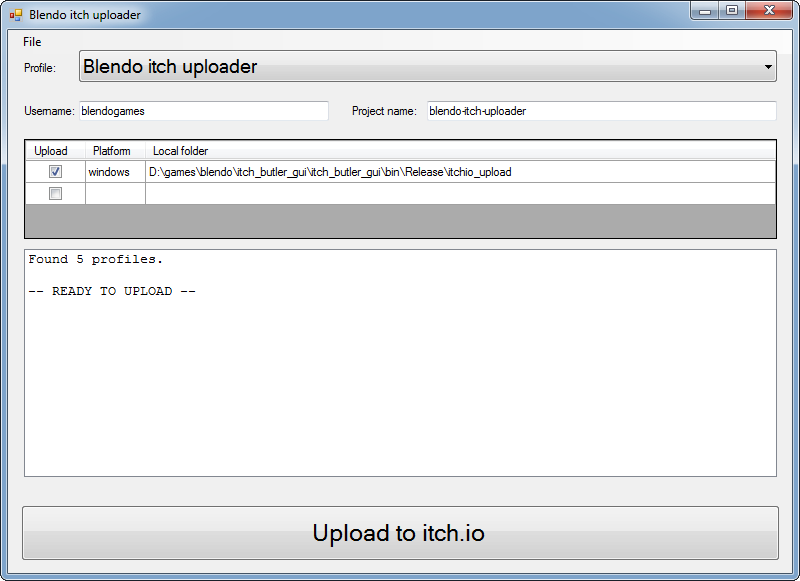 Blendo itch uploader
File
Profile: Blendo itch uploader
Username: blendogames Project name: blendo-itch-uploader
Upload Platform Local folder
windows D:\games\blendo\itch_butler_gui\itch_butler_gui\bin\Release\itchio_upload
Found 5 profiles.
-- READY TO UPLOAD --
Upload to itch.io